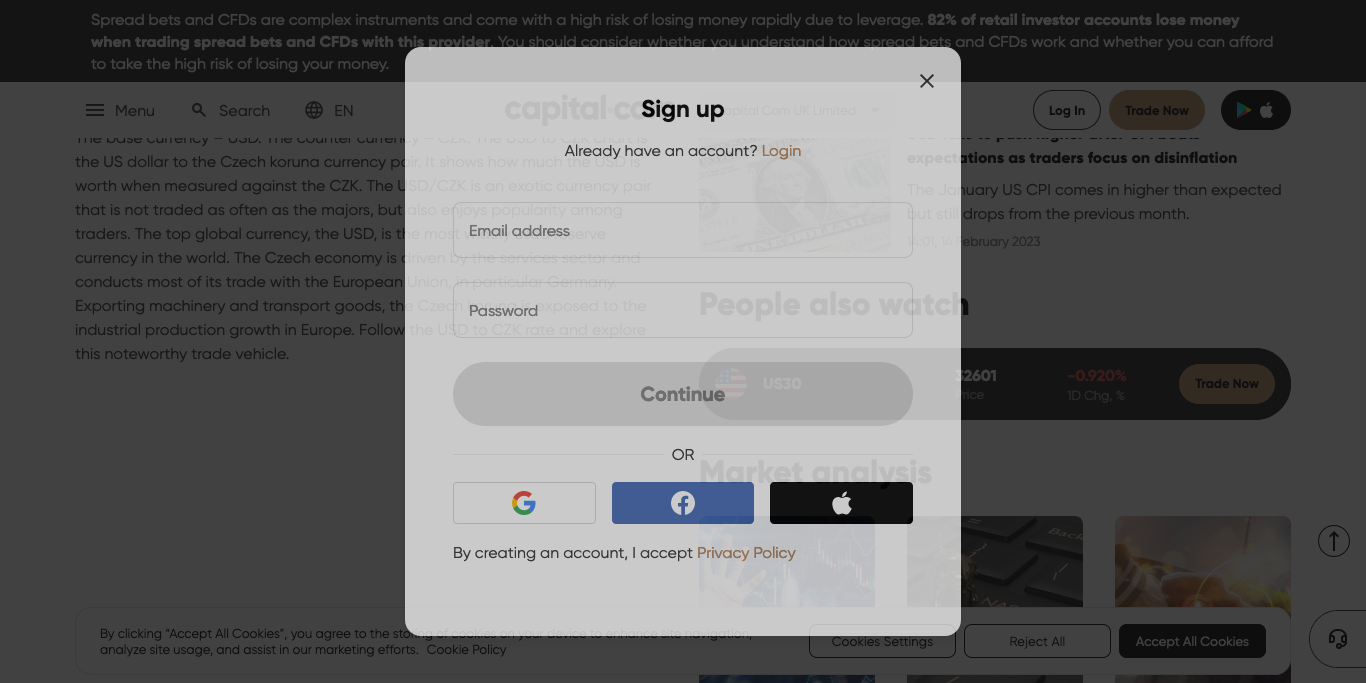 Spread bets and CFDs are complex instruments and come with a high risk of losing money rapidly due to leverage. 82% of retail investor accounts lose money
when trading spread bets and CFDs with this provider. You should consider whether you understand how spread bets and CFDs work and whether you can afford
to take the high risk of losing your money.
Menu
Search
EN
capital.co
Capital Com UK Limited
Log In
Trade Now
Sign up
Already have an account? Login
Email address
Password
Continue
OR
By creating an account, I accept Privacy Policy
The base currency – USD. The counter currency – CZK. The USD to CZK chart is
the US dollar to the Czech koruna currency pair. It shows how much the USD is
worth when measured against the CZK. The USD/CZK is an exotic currency pair
that is not traded as often as the majors, but also enjoys popularity among
traders. The top global currency, the USD, is the most widely held reserve
currency in the world. The Czech economy is driven by the services sector and
conducts most of its trade with the European Union, in particular Germany.
Exporting machinery and transport goods, the Czech koruna is exposed to the
industrial production growth in Europe. Follow the USD to CZK rate and explore
this noteworthy trade vehicle.
expectations as traders focus on disinflation
The January US CPI comes in higher than expected
but still drops from the previous month.
14:01, 14 February 2023
People also watch
US30
32601
Price
-0.920%
1D Chg, %
Trade Now
Market analysis
Back
By clicking “Accept All Cookies”, you agree to the storing of cookies on your device to enhance site navigation,
analyze site usage, and assist in our marketing efforts. Cookie Policy
Cookies Settings
Reject All
Accept All Cookies